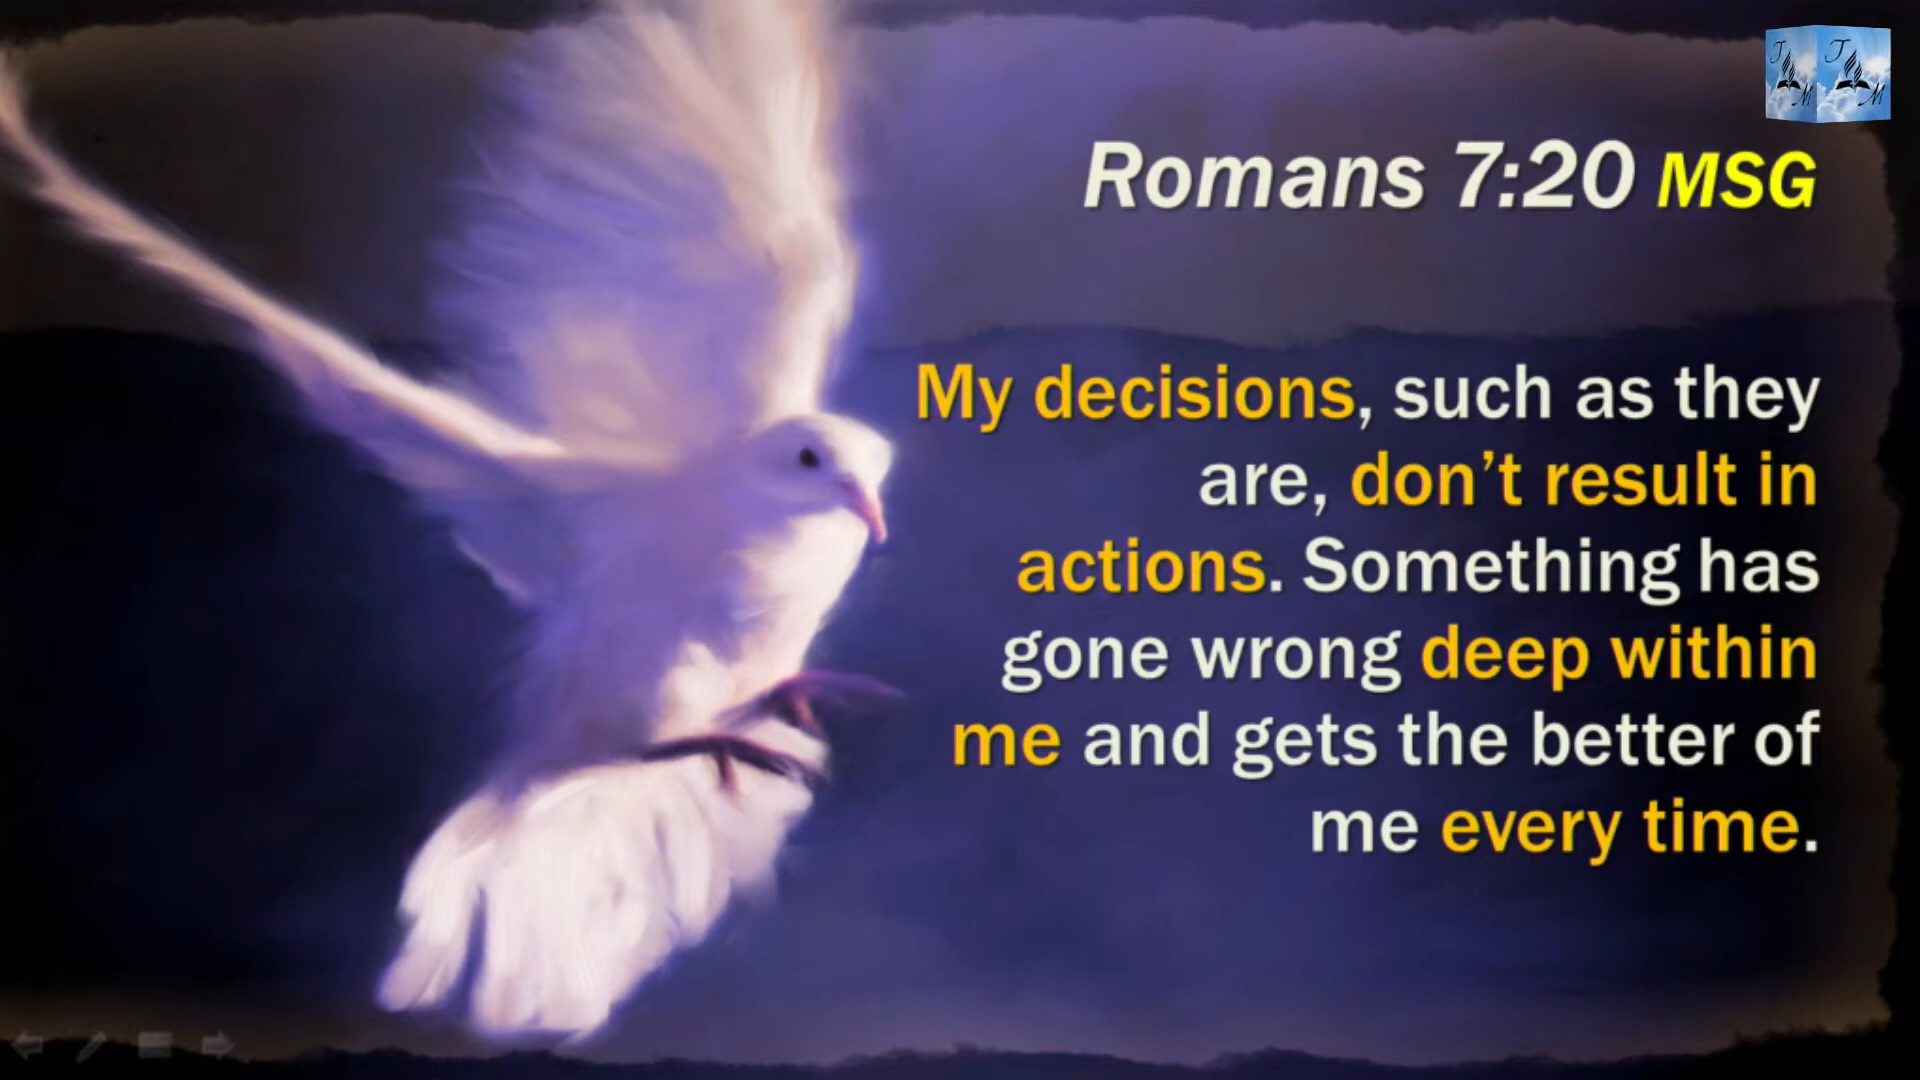 J M J M
Romans 7:20 MSG
My decisions, such as they
are, don’t result in
actions. Something has
gone wrong deep within
me and gets the better of
me every time.